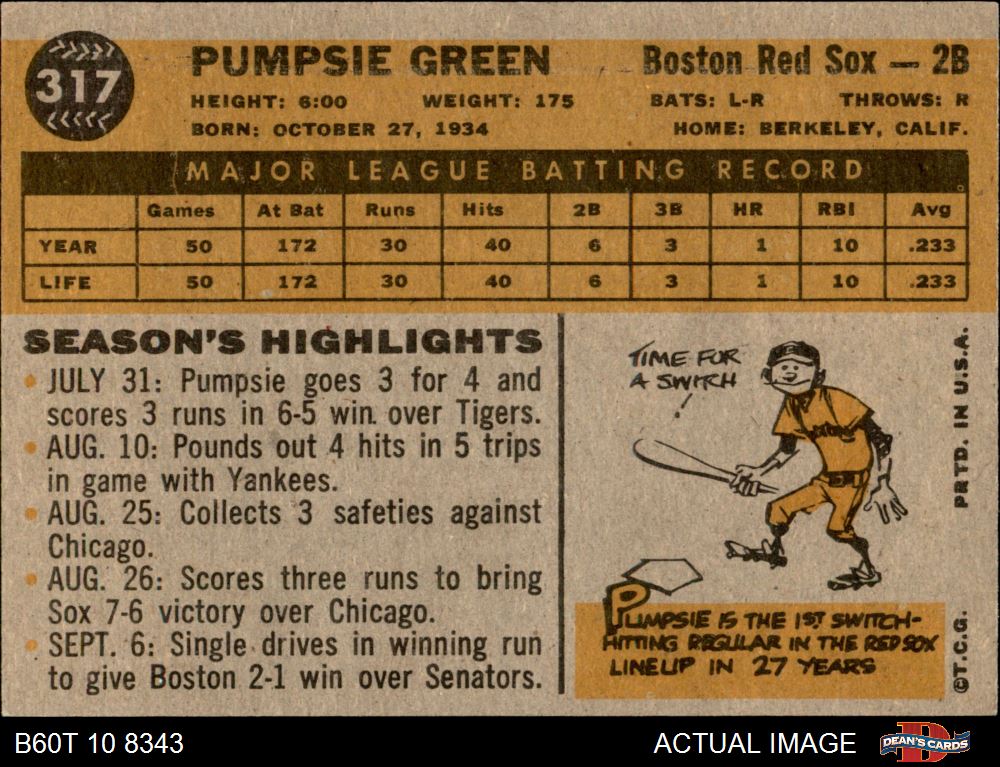 317
PUMPSIE GREEN
Boston Red Sox — 2B
HEIGHT: 6:00 WEIGHT: 175 BATS: L-R THROWS: R
BORN: OCTOBER 27, 1934 HOME: BERKELEY, CALIF.
MAJOR LEAGUE BATTING RECORD
Games At Bat Runs Hits 2B 3B HR RBI Avg
YEAR 50 172 30 40 6 3 1 10 .233
LIFE 50 172 30 40 6 3 1 10 .233
SEASON'S HIGHLIGHTS
• JULY 31: Pumpsie goes 3 for 4 and
scores 3 runs in 6-5 win over Tigers.
• AUG. 10: Pounds out 4 hits in 5 trips
in game with Yankees.
• AUG. 25: Collects 3 safeties against
Chicago.
• AUG. 26: Scores three runs to bring
Sox 7-6 victory over Chicago.
• SEPT. 6: Single drives in winning run
to give Boston 2-1 win over Senators.
TIME FOR
A SWITCH
PUMPSIE IS THE 1ST SWITCH-
HITTING REGULAR IN THE RED SOX
LINEUP IN 27 YEARS
PRTD. IN U.S.A.
©T.C.G.
B60T 10 8343
ACTUAL IMAGE
DEAN'S CARDS